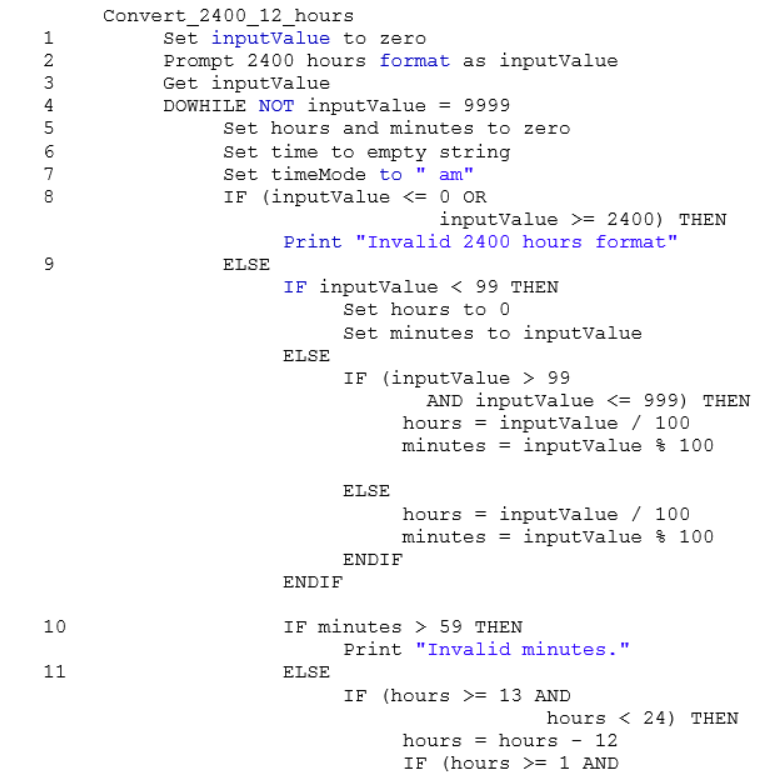 Convert_2400_12_hours
1 Set inputValue to zero
2 Prompt 2400 hours format as inputValue
3 Get inputValue
4 DOWHILE NOT inputValue = 9999
5 Set hours and minutes to zero
6 Set time to empty string
7 Set timeMode to " am"
8 IF (inputValue <= 0 OR
inputValue >= 2400) THEN
Print "Invalid 2400 hours format"
9 ELSE
IF inputValue < 99 THEN
Set hours to 0
Set minutes to inputValue
ELSE
IF (inputValue > 99
AND inputValue <= 999) THEN
hours = inputValue / 100
minutes = inputValue % 100
ELSE
hours = inputValue / 100
minutes = inputValue % 100
ENDIF
ENDIF
10 IF minutes > 59 THEN
Print "Invalid minutes."
11 ELSE
IF (hours >= 13 AND
hours < 24) THEN
hours = hours - 12
IF (hours >= 1 AND